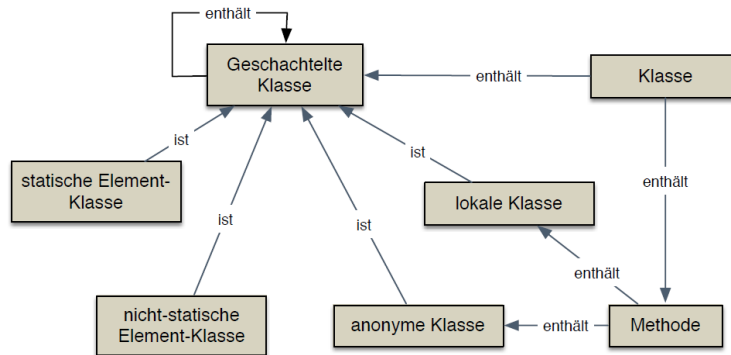 enthält
Geschachtelte
Klasse
enthält
Klasse
ist
ist
statische Element-
Klasse
lokale Klasse
enthält
ist
ist
enthält
nicht-statische
Element-Klasse
anonyme Klasse
enthält
Methode